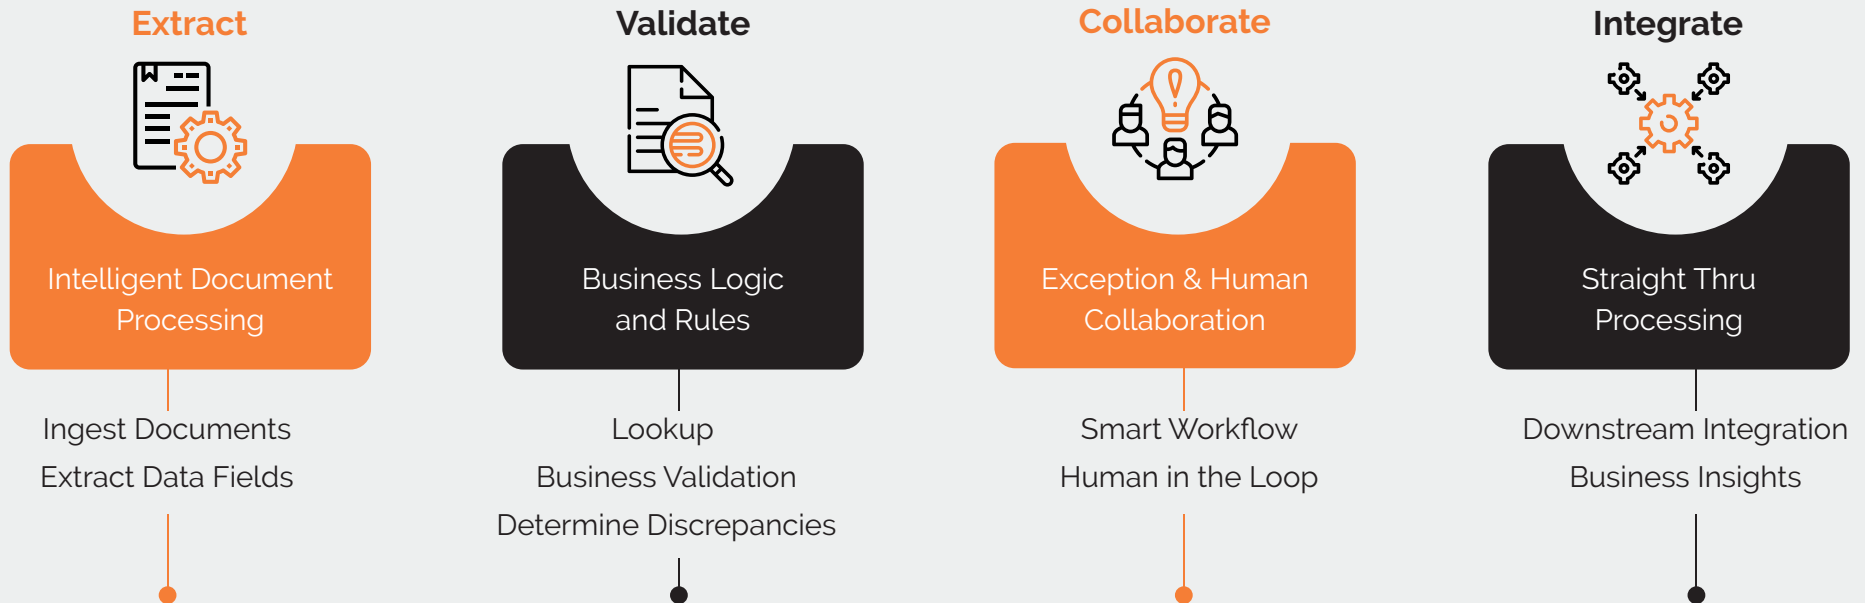 Extract
Intelligent Document
Processing
Ingest Documents
Extract Data Fields
Validate
Business Logic
and Rules
Lookup
Business Validation
Determine Discrepancies
Collaborate
Exception & Human
Collaboration
Smart Workflow
Human in the Loop
Integrate
Straight Thru
Processing
Downstream Integration
Business Insights